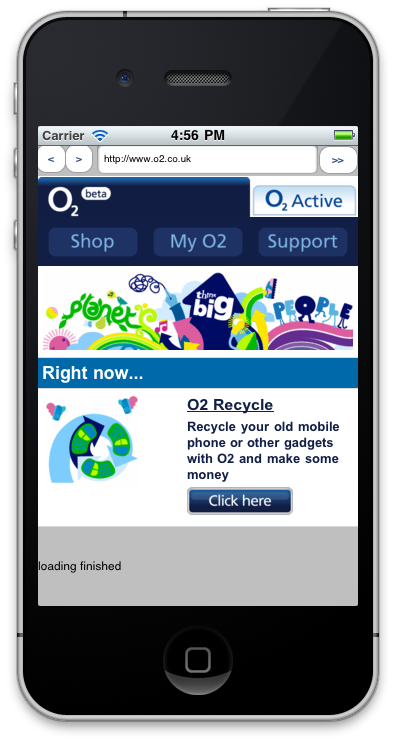 Carrier 4:56 PM
< > http://www.o2.co.uk >>
O2 beta
O2 Active
Shop My O2 Support
planet think big PEOPLE
Right now...
O2 Recycle
Recycle your old mobile
phone or other gadgets
with O2 and make some
money
Click here
loading finished